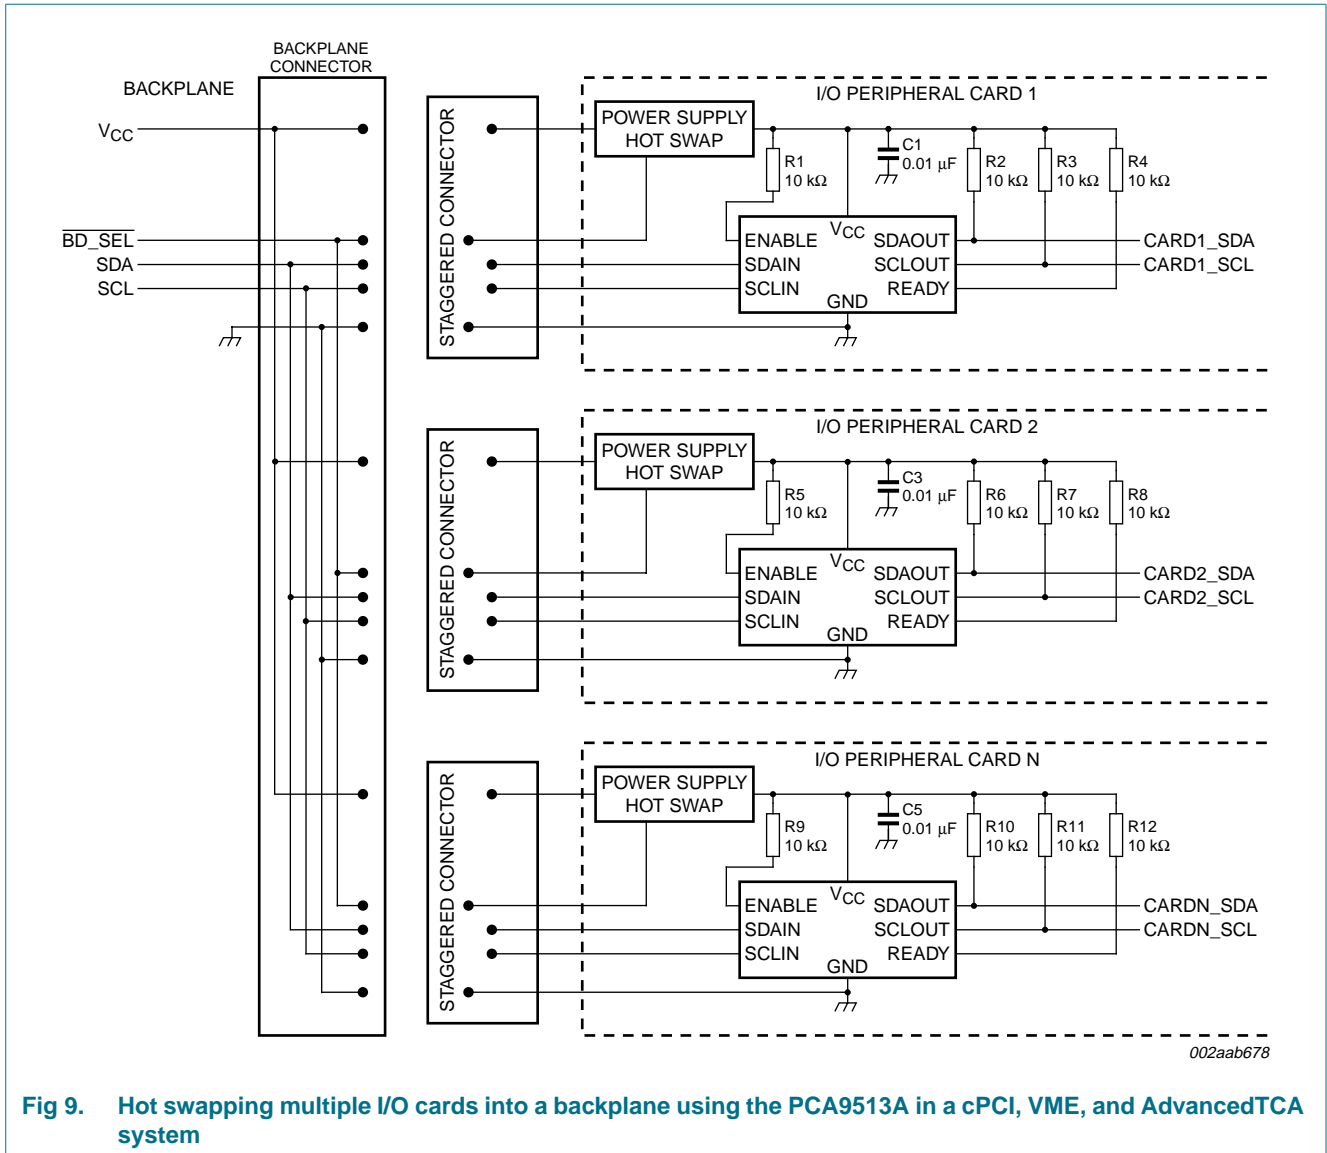 BACKPLANE
CONNECTOR
BACKPLANE
VCC
BD_SEL
SDA
SCL
STAGGERED CONNECTOR
I/O PERIPHERAL CARD 1
POWER SUPPLY
HOT SWAP
R1
10 kΩ
C1
0.01 μF
R2
10 kΩ
R3
10 kΩ
R4
10 kΩ
VCC
ENABLE
SDAIN
SCLIN
SDAOUT
SCLOUT
READY
GND
CARD1_SDA
CARD1_SCL
STAGGERED CONNECTOR
I/O PERIPHERAL CARD 2
POWER SUPPLY
HOT SWAP
R5
10 kΩ
C3
0.01 μF
R6
10 kΩ
R7
10 kΩ
R8
10 kΩ
VCC
ENABLE
SDAIN
SCLIN
SDAOUT
SCLOUT
READY
GND
CARD2_SDA
CARD2_SCL
STAGGERED CONNECTOR
I/O PERIPHERAL CARD N
POWER SUPPLY
HOT SWAP
R9
10 kΩ
C5
0.01 μF
R10
10 kΩ
R11
10 kΩ
R12
10 kΩ
VCC
ENABLE
SDAIN
SCLIN
SDAOUT
SCLOUT
READY
GND
CARDN_SDA
CARDN_SCL
002aab678
Fig 9. Hot swapping multiple I/O cards into a backplane using the PCA9513A in a cPCI, VME, and AdvancedTCA
system